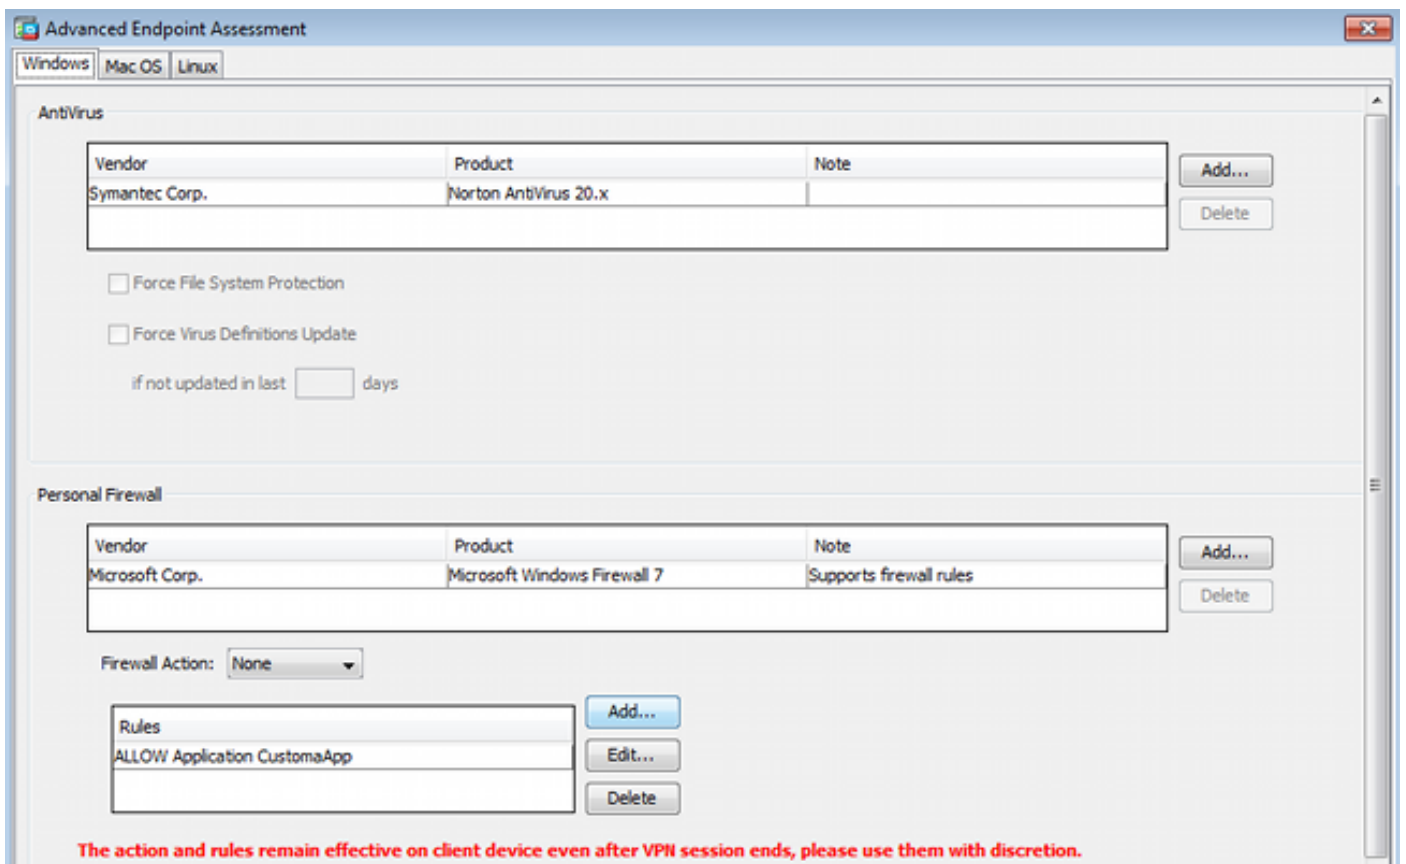 Advanced Endpoint Assessment
Windows Mac OS Linux
AntiVirus
Vendor Product Note
Add...
Symantec Corp. Norton AntiVirus 20.x
Delete
Force File System Protection
Force Virus Definitions Update
if not updated in last days
Personal Firewall
Vendor Product Note
Add...
Microsoft Corp. Microsoft Windows Firewall 7 Supports firewall rules
Delete
Firewall Action: None
Add...
Rules
ALLOW Application CustomaApp
Edit...
Delete
The action and rules remain effective on client device even after VPN session ends, please use them with discretion.